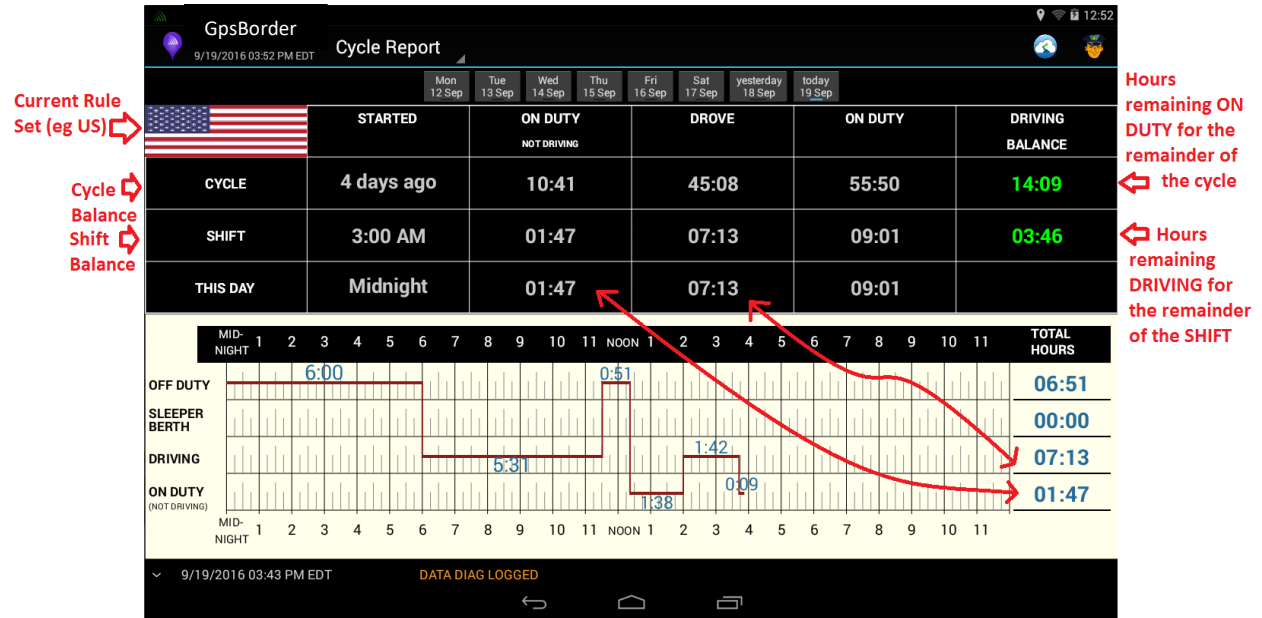 GpsBorder
12:52
9/19/2016 03:52 PM EDT
Cycle Report
Mon
12 Sep
Tue
13 Sep
Wed
14 Sep
Thu
15 Sep
Fri
16 Sep
Sat
17 Sep
yesterday
18 Sep
today
19 Sep
Current Rule
Set (eg US)
Cycle
Balance
Shift
Balance
STARTED
ON DUTY
NOT DRIVING
DROVE
ON DUTY
DRIVING
BALANCE
CYCLE
4 days ago
10:41
45:08
55:50
14:09
SHIFT
3:00 AM
01:47
07:13
09:01
03:46
THIS DAY
Midnight
01:47
07:13
09:01
Hours
remaining ON
DUTY for the
remainder of
the cycle
Hours
remaining
DRIVING for
the remainder
of the SHIFT
MID-
NIGHT 1 2 3 4 5 6 7 8 9 10 11 NOON 1 2 3 4 5 6 7 8 9 10 11
TOTAL
HOURS
OFF DUTY
6:00
0:51
06:51
SLEEPER
BERTH
00:00
DRIVING
5:31
1:42
07:13
ON DUTY
(NOT DRIVING)
1:38
0:09
01:47
MID-
NIGHT 1 2 3 4 5 6 7 8 9 10 11 NOON 1 2 3 4 5 6 7 8 9 10 11
9/19/2016 03:43 PM EDT
DATA DIAG LOGGED